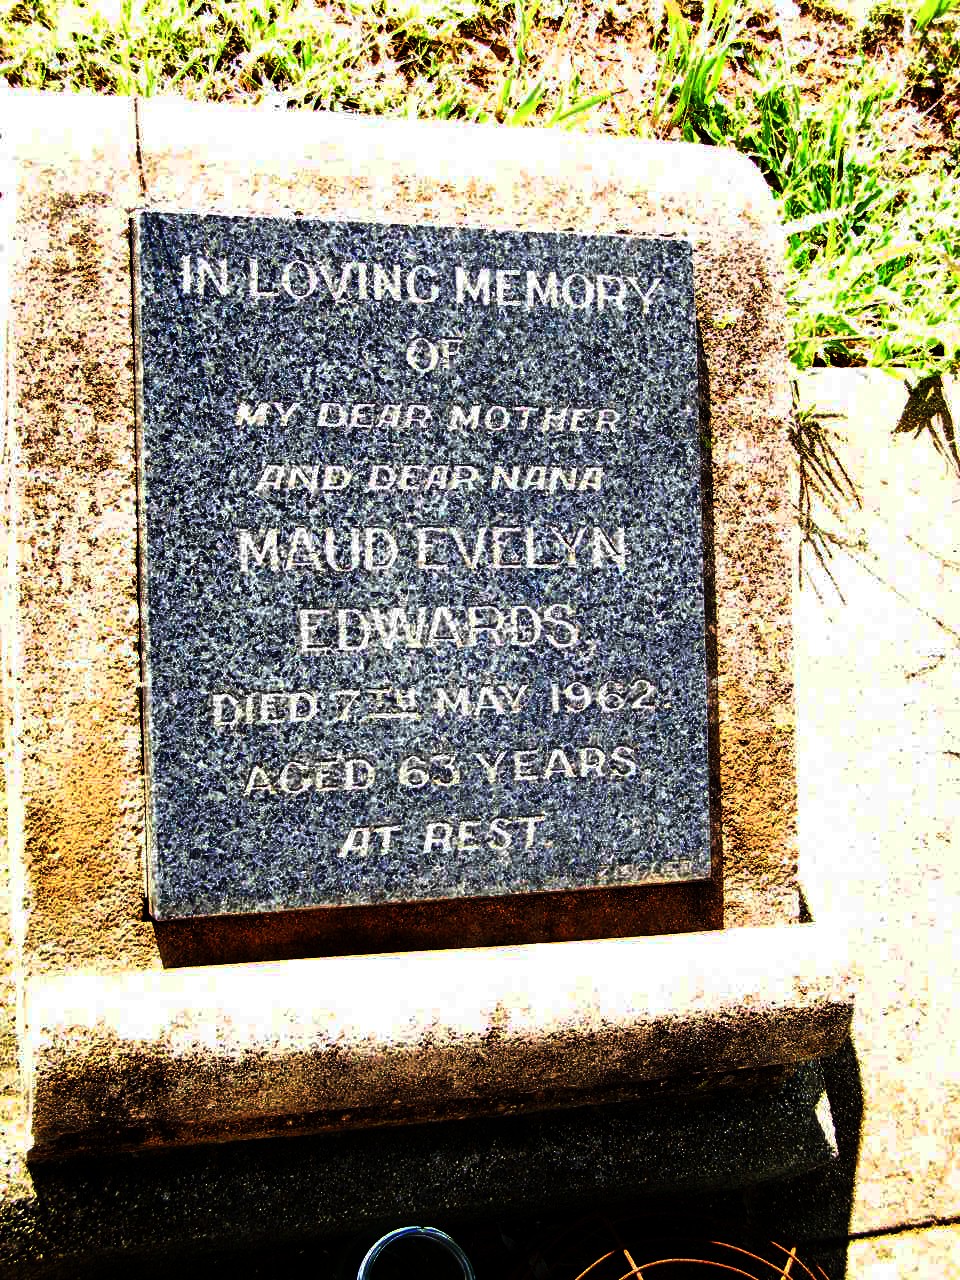 IN LOVING MEMORY
OF
MY DEAR MOTHER
AND DEAR NANA
MAUD EVELYN
EDWARDS,
DIED 7TH MAY 1962.
AGED 63 YEARS.
AT REST.